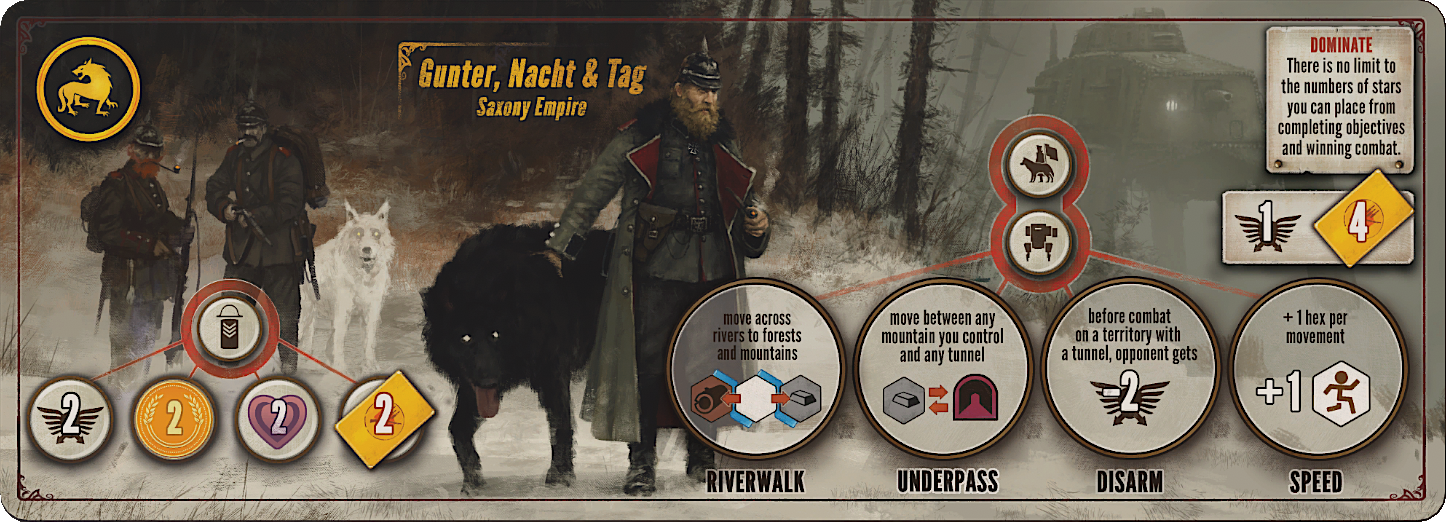 Gunter, Nacht & Tag
Saxony Empire
DOMINATE
There is no limit to
the numbers of stars
you can place from
completing objectives
and winning combat.
1
4
2
2
2
2
move across
rivers to forests
and mountains
RIVERWALK
move between any
mountain you control
and any tunnel
UNDERPASS
before combat
on a territory with
a tunnel, opponent gets
-2
DISARM
+ 1 hex per
movement
+1
SPEED